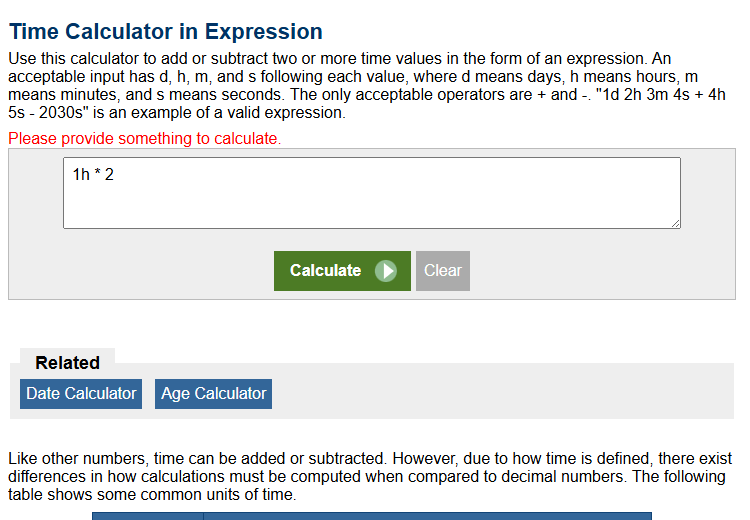 Time Calculator in Expression
Use this calculator to add or subtract two or more time values in the form of an expression. An
acceptable input has d, h, m, and s following each value, where d means days, h means hours, m
means minutes, and s means seconds. The only acceptable operators are + and -. "1d 2h 3m 4s + 4h
5s - 2030s" is an example of a valid expression.
Please provide something to calculate.
1h * 2
Calculate
Clear
Related
Date Calculator
Age Calculator
Like other numbers, time can be added or subtracted. However, due to how time is defined, there exist
differences in how calculations must be computed when compared to decimal numbers. The following
table shows some common units of time.